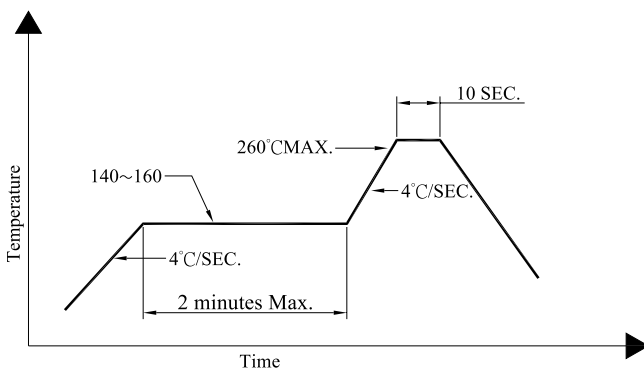 10 SEC.
260℃MAX.
140~160
4℃/SEC.
4℃/SEC.
2 minutes Max.
Temperature
Time